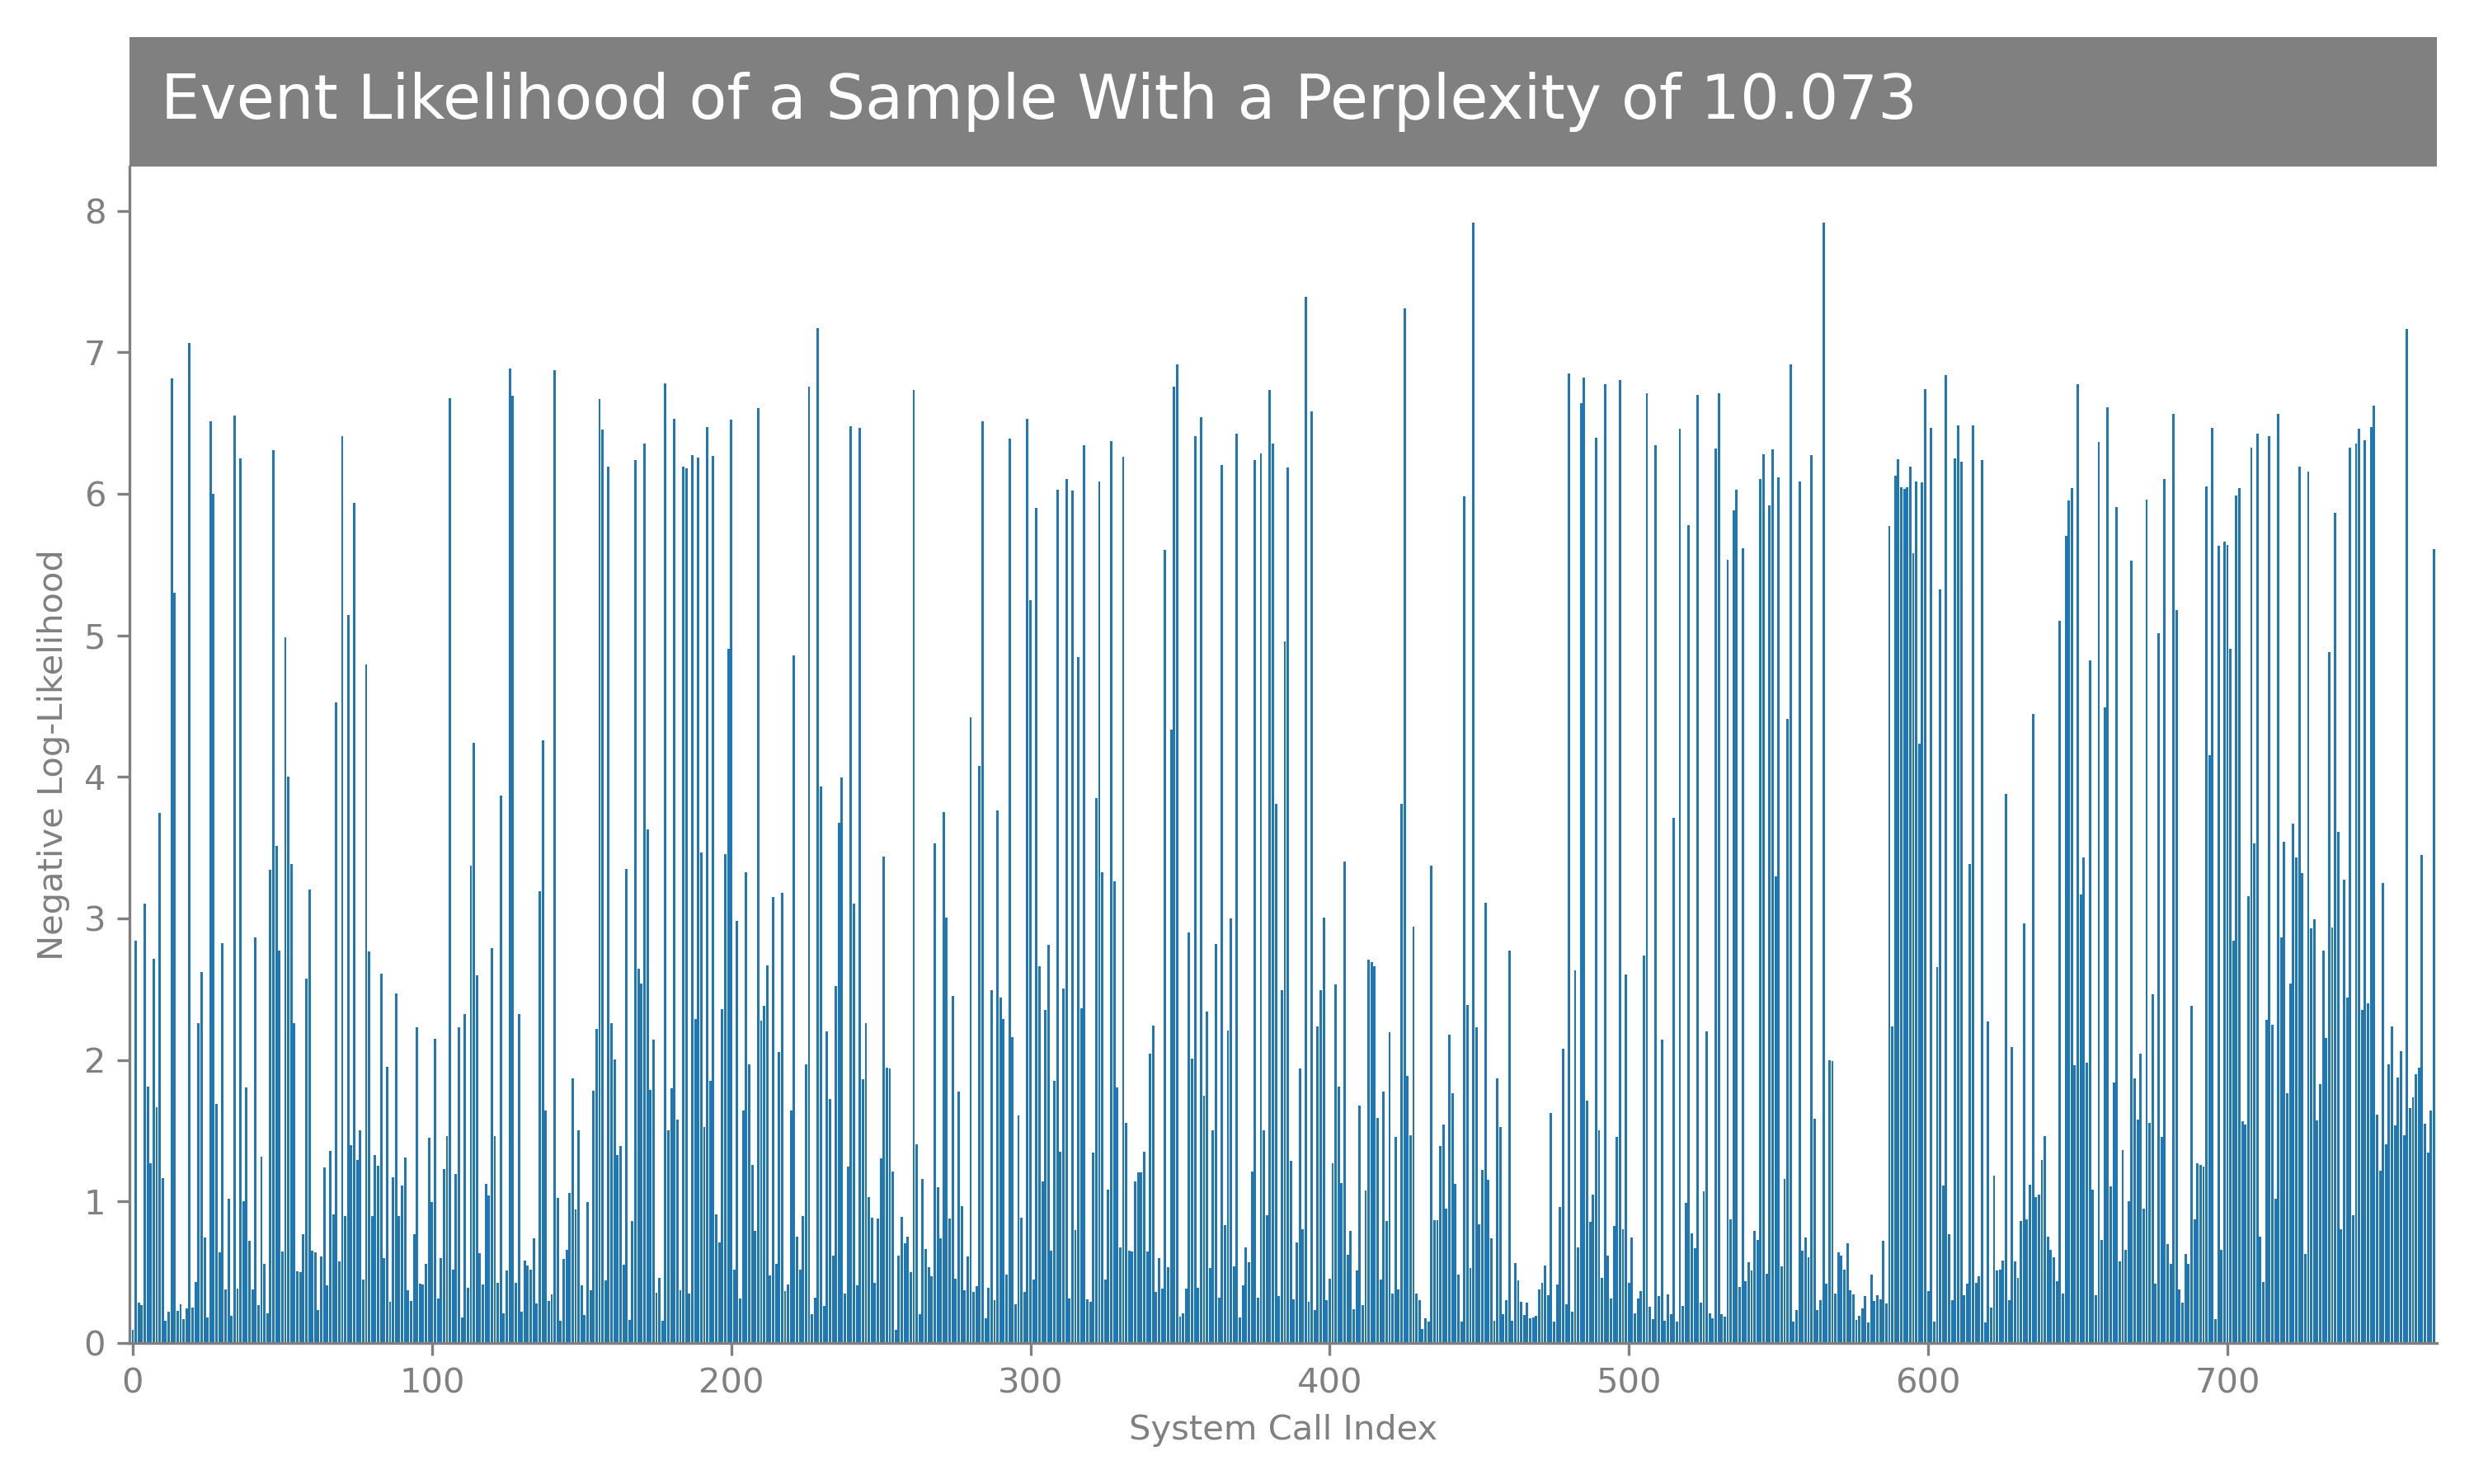 Event Likelihood of a Sample With a Perplexity of 10.073
8
7
6
5
4
3
2
1
0
Negative Log-Likelihood
0 100 200 300 400 500 600 700
System Call Index